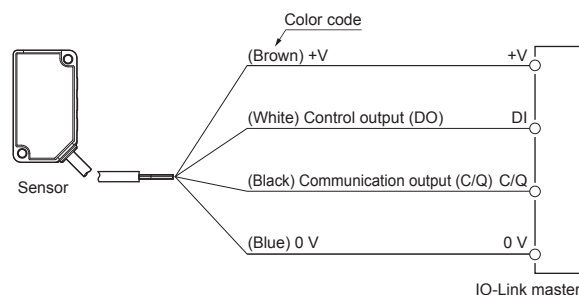 Color code
(Brown) +V +V
(White) Control output (DO) DI
Sensor
(Black) Communication output (C/Q) C/Q
(Blue) 0 V 0 V
IO-Link master